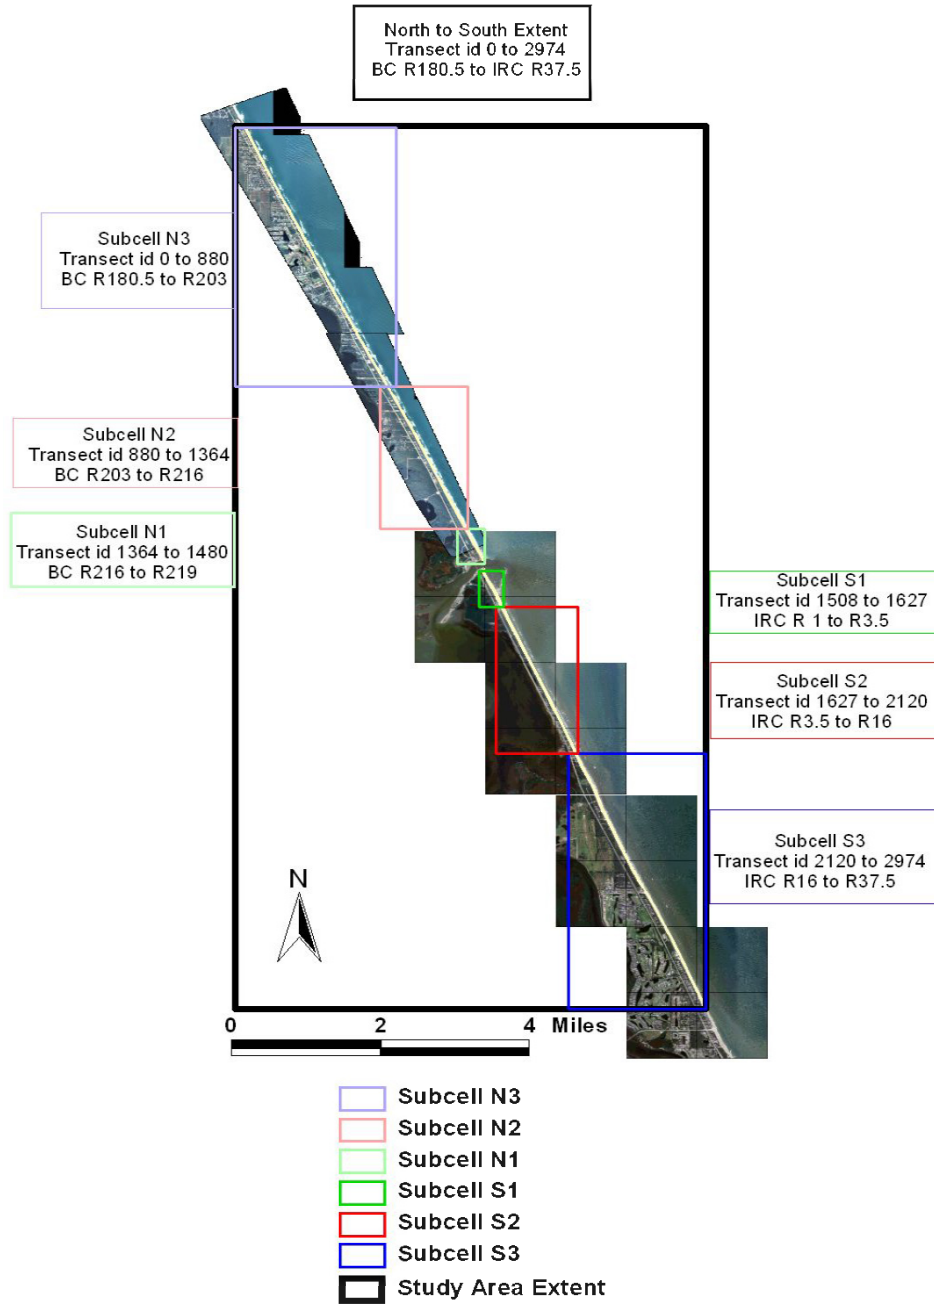 North to South Extent
Transect id 0 to 2974
BC R180.5 to IRC R37.5
Subcell N3
Transect id 0 to 880
BC R180.5 to R203
Subcell N2
Transect id 880 to 1364
BC R203 to R216
Subcell N1
Transect id 1364 to 1480
BC R216 to R219
Subcell S1
Transect id 1508 to 1627
IRC R 1 to R3.5
Subcell S2
Transect id 1627 to 2120
IRC R3.5 to R16
Subcell S3
Transect id 2120 to 2974
IRC R16 to R37.5
N
0 2 4 Miles
Subcell N3
Subcell N2
Subcell N1
Subcell S1
Subcell S2
Subcell S3
Study Area Extent